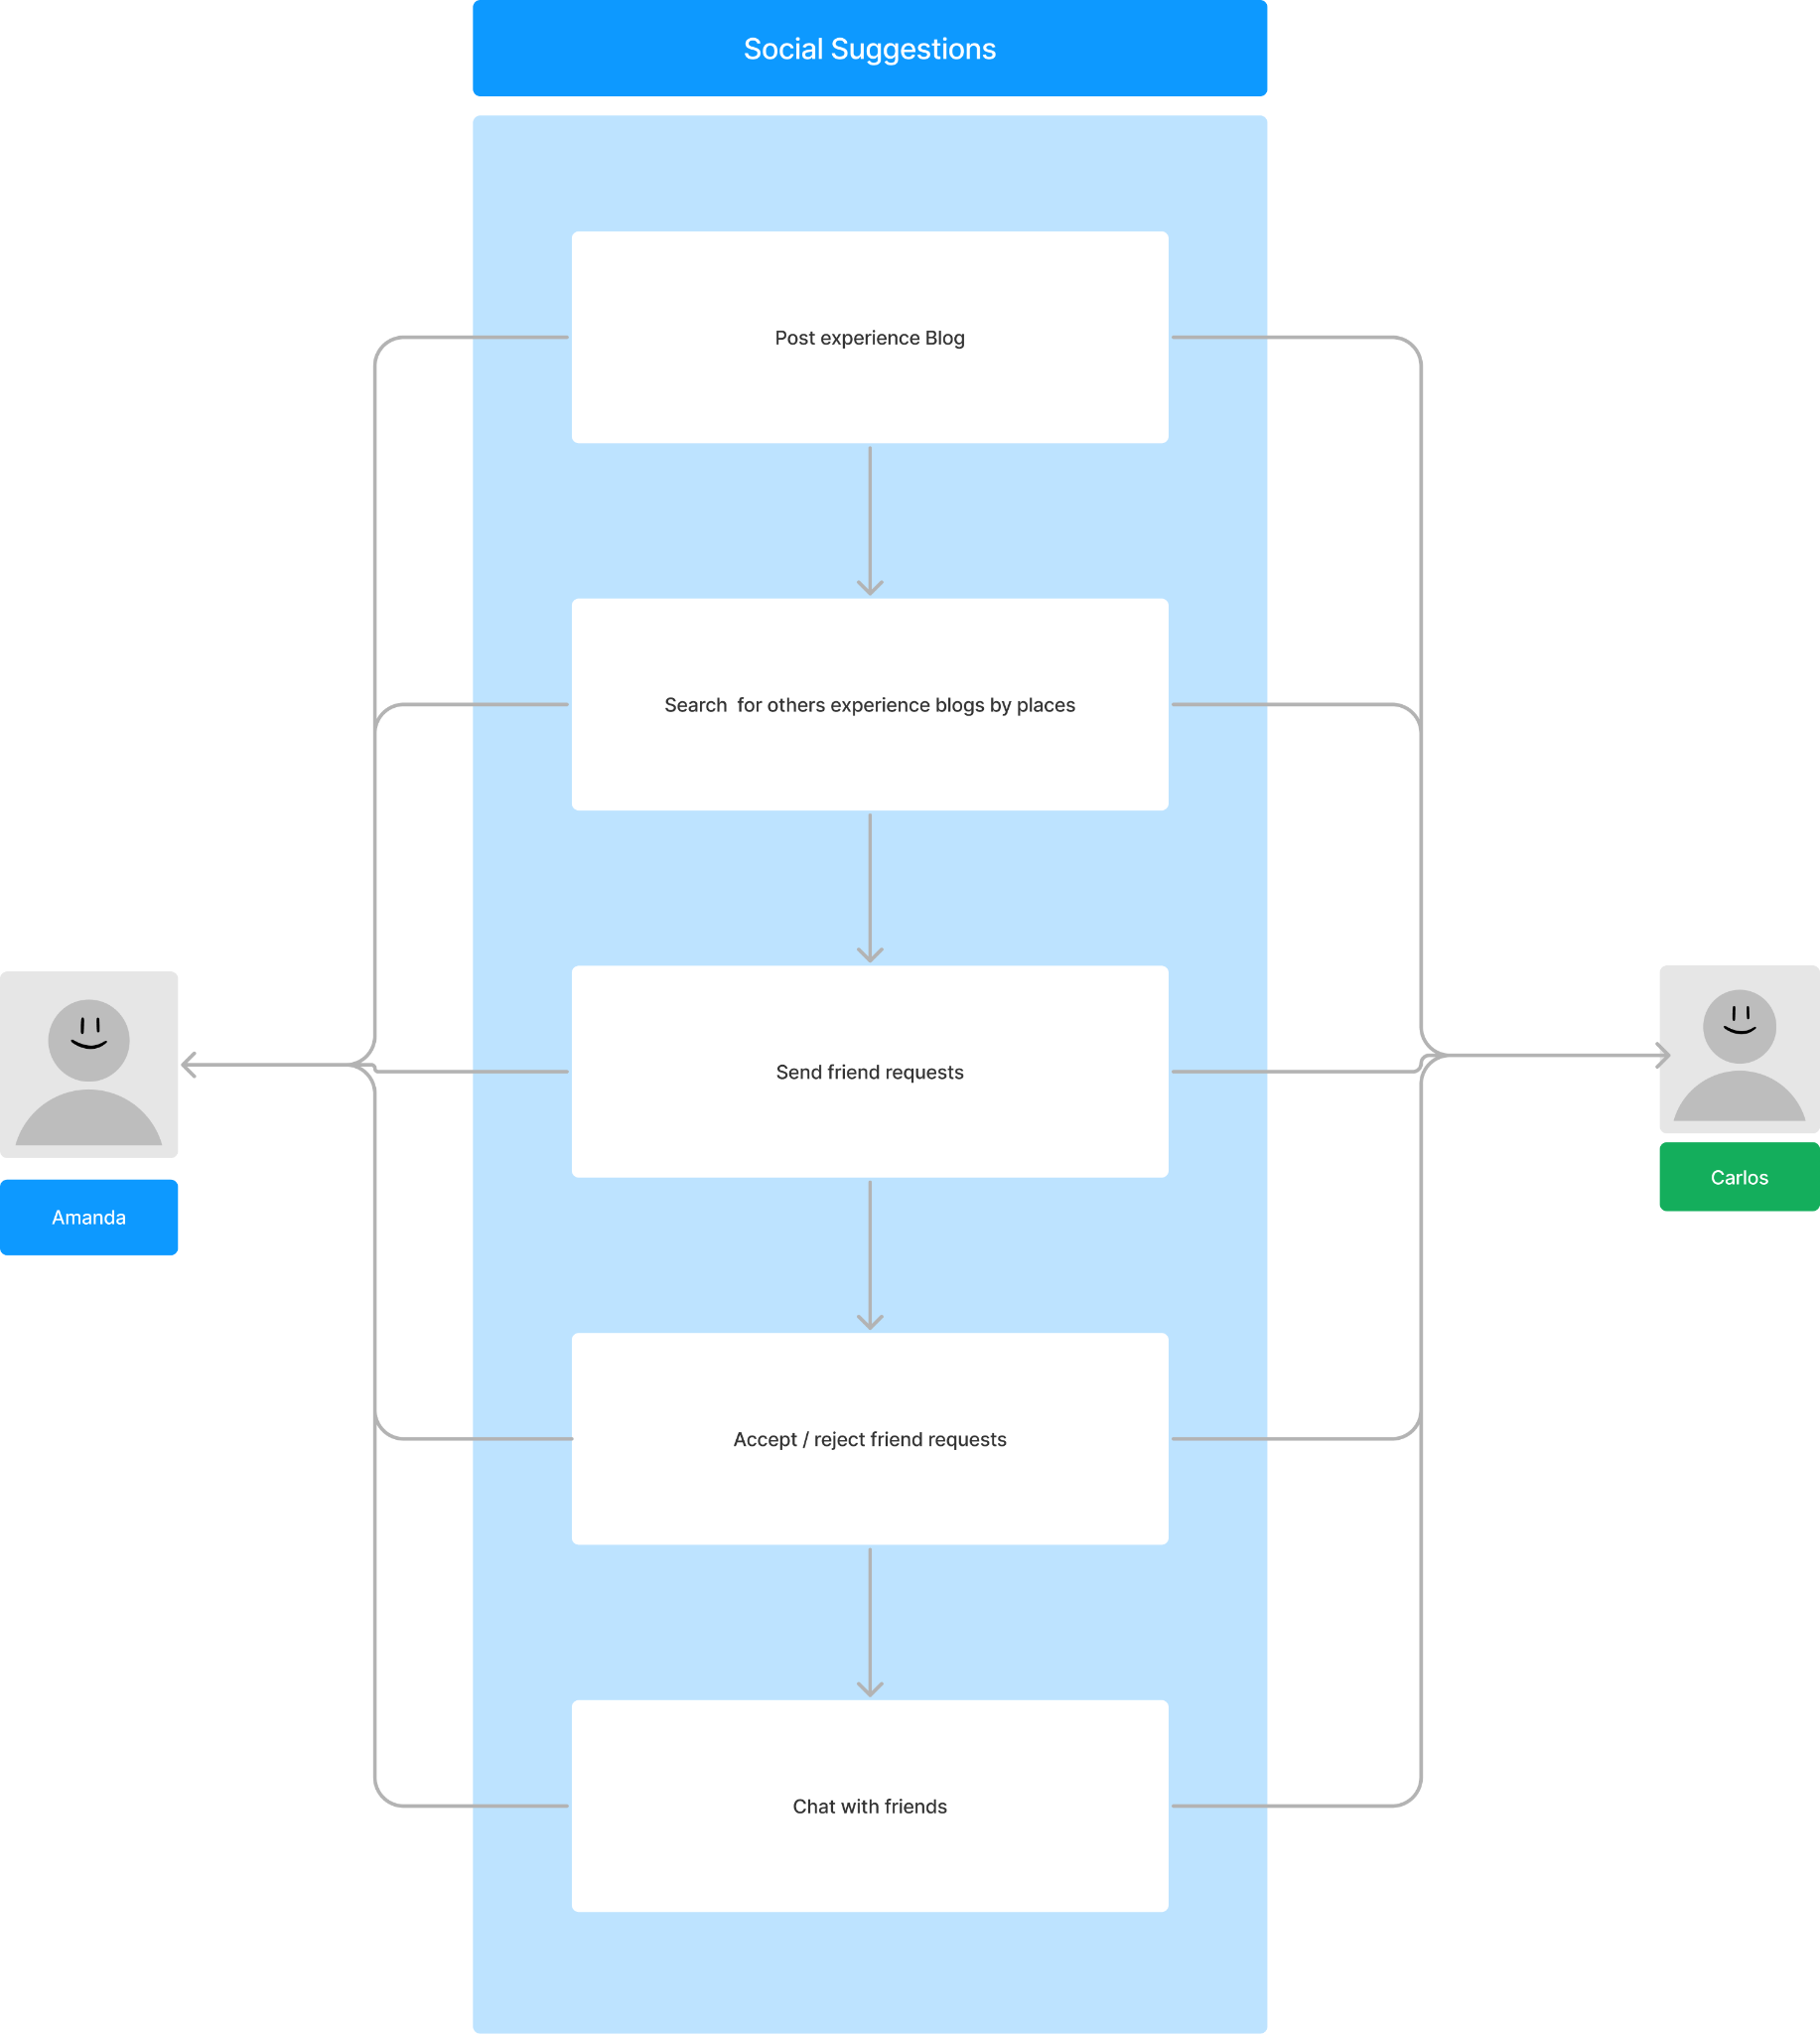 Social Suggestions
Post experience Blog
Search  for others experience blogs by places
Send friend requests
Amanda
Carlos
Accept / reject friend requests
Chat with friends